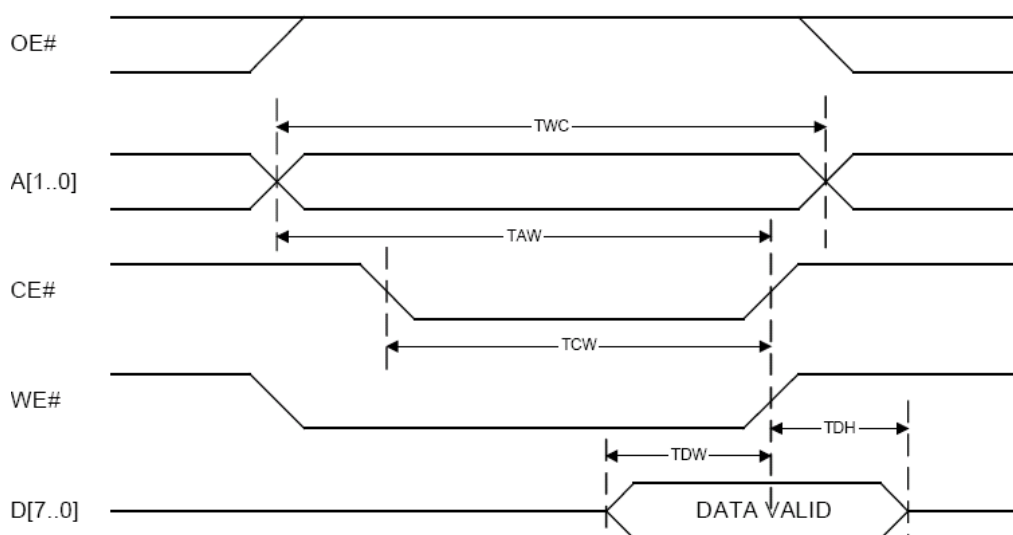 OE#
TWC
A[1..0]
TAW
CE#
TCW
WE#
TDH
TDW
D[7..0]
DATA VALID